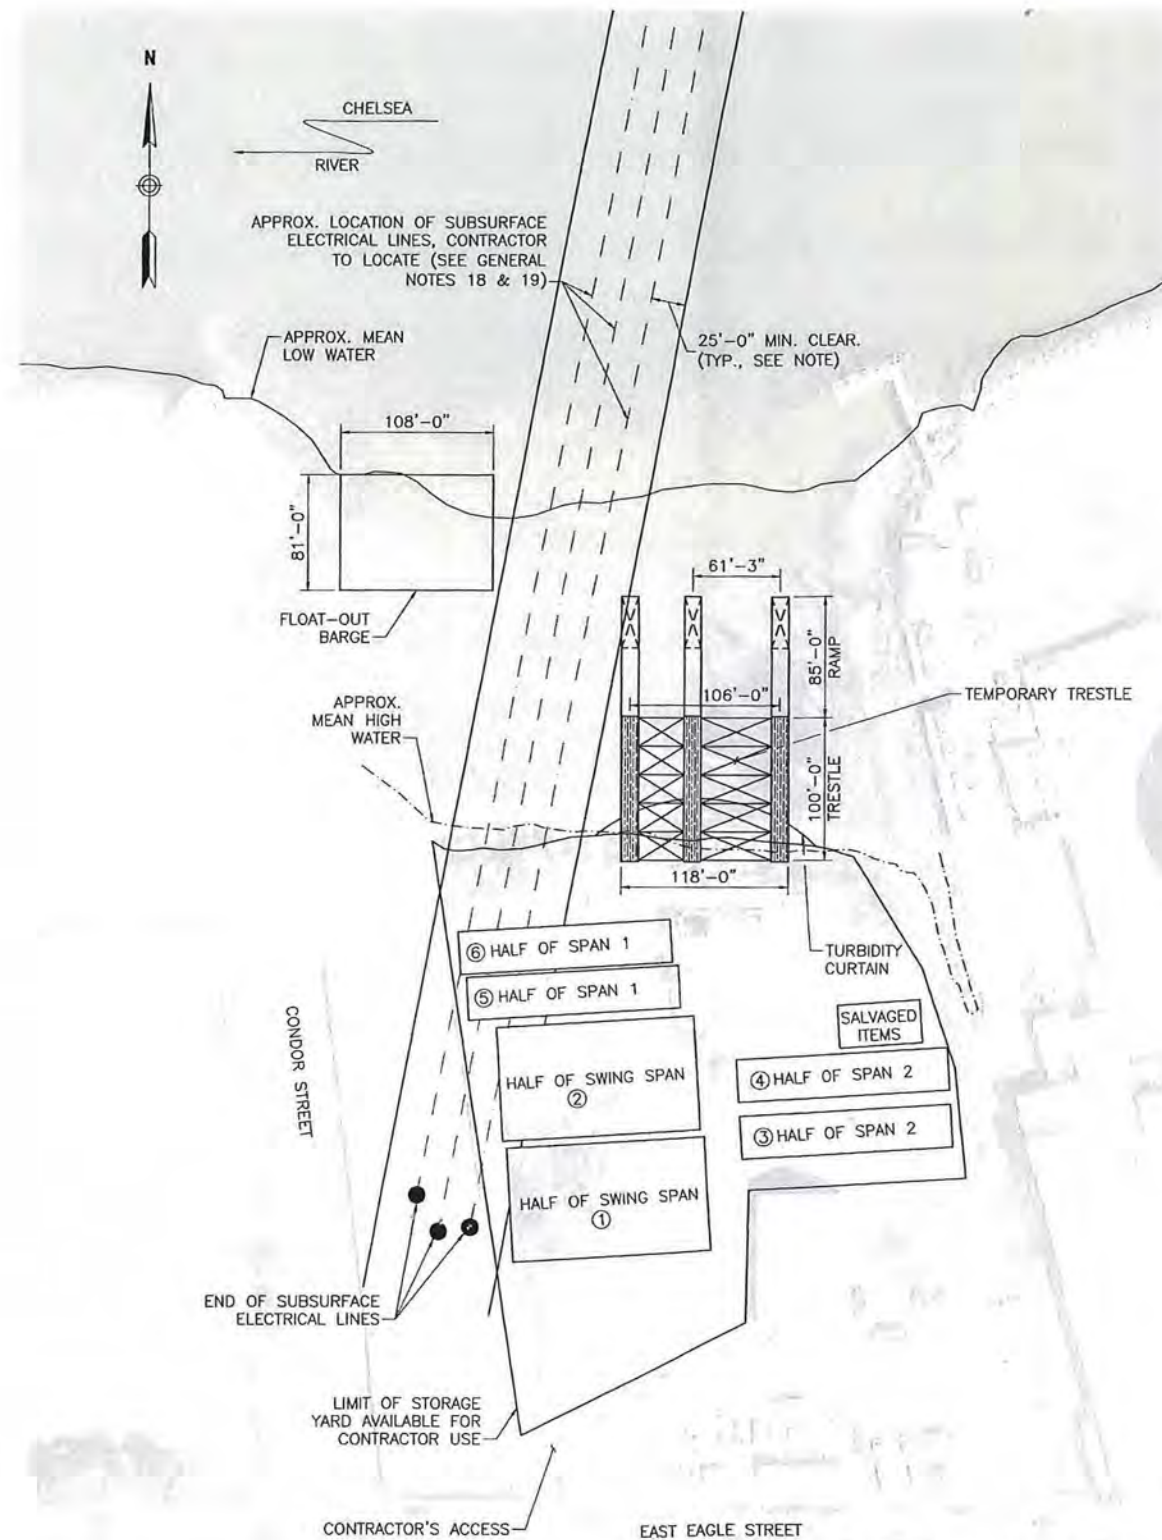 N
CHELSEA
RIVER
APPROX. LOCATION OF SUBSURFACE
ELECTRICAL LINES, CONTRACTOR
TO LOCATE (SEE GENERAL
NOTES 18 & 19)
APPROX. MEAN
LOW WATER
25'-0" MIN. CLEAR.
(TYP., SEE NOTE)
108'-0"
81'-0"
FLOAT-OUT
BARGE
61'-3"
85'-0"
RAMP
106'-0"
TEMPORARY TRESTLE
APPROX.
MEAN HIGH
WATER
100'-0"
TRESTLE
118'-0"
TURBIDITY
CURTAIN
⑥ HALF OF SPAN 1
⑤ HALF OF SPAN 1
SALVAGED
ITEMS
CONDOR STREET
HALF OF SWING SPAN
②
④ HALF OF SPAN 2
③ HALF OF SPAN 2
HALF OF SWING SPAN
①
END OF SUBSURFACE
ELECTRICAL LINES
LIMIT OF STORAGE
YARD AVAILABLE FOR
CONTRACTOR USE
CONTRACTOR'S ACCESS
EAST EAGLE STREET